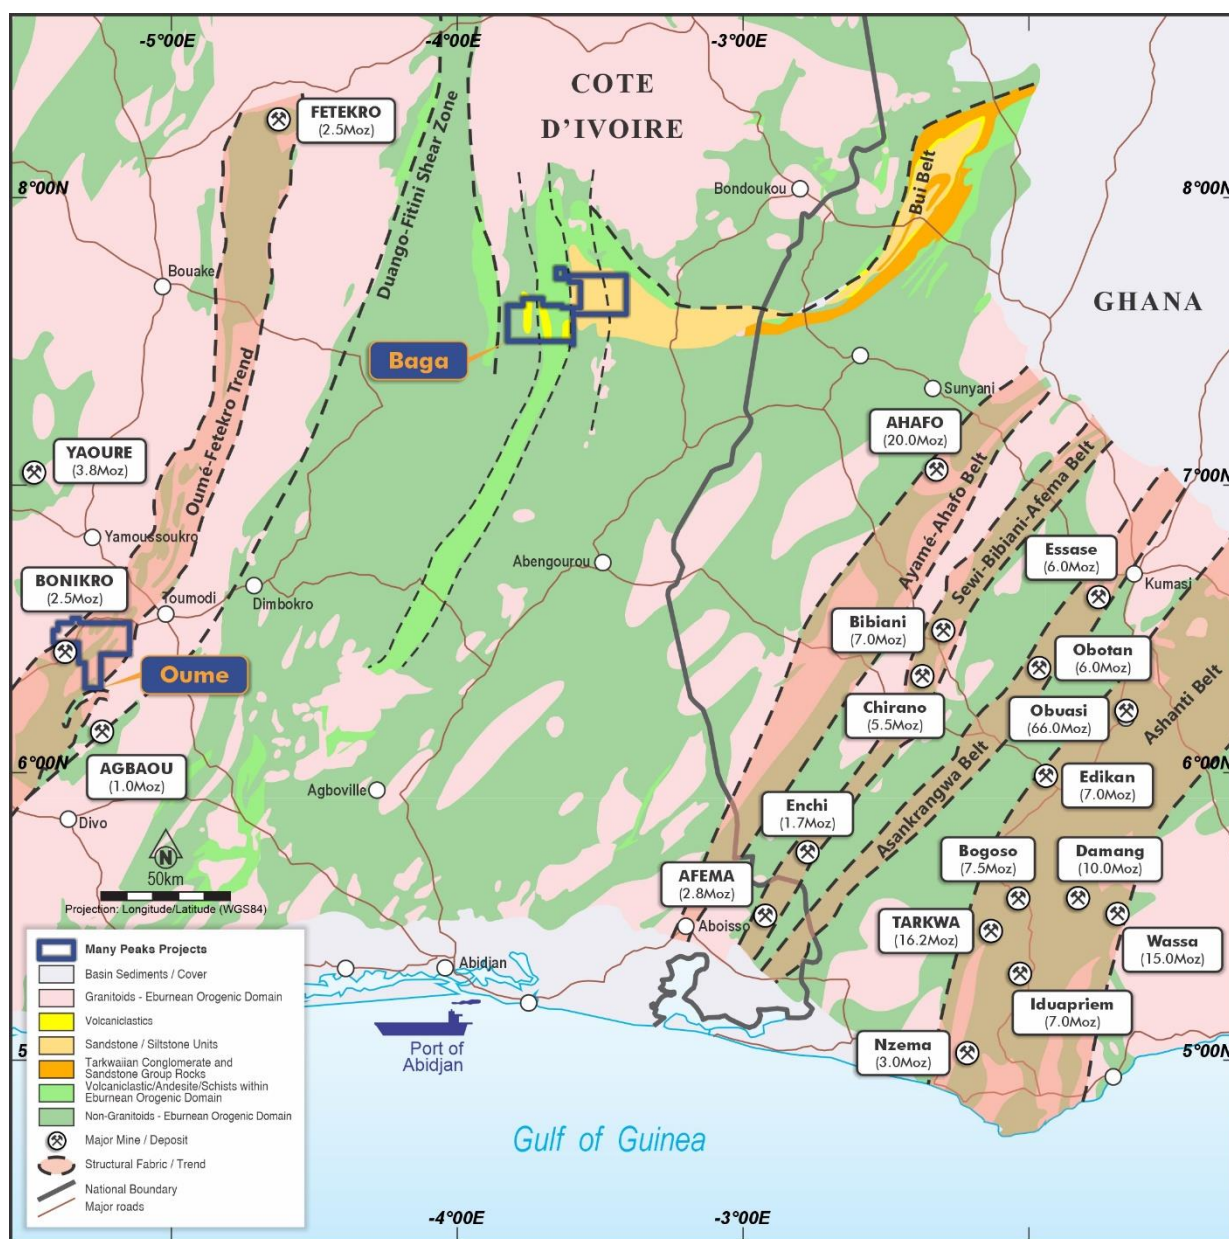 -5°00E
-4°00E
-3°00E
COTE
D'IVOIRE
FETEKRO
(2.5Moz)
8°00N
8°00N
Bondoukou
Bui Belt
Duango-Fitini Shear Zone
Bouake
GHANA
Baga
Sunyani
Oumé-Fetekro Trend
AHAFO
(20.0Moz)
YAOURE
(3.8Moz)
7°00N
Ayamé-Ahafo Belt
Sewi-Bibiani-Afema Belt
Yamoussoukro
Abengourou
Essase
(6.0Moz)
Kumasi
BONIKRO
(2.5Moz)
Toumodi
Dimbokro
Bibiani
(7.0Moz)
Obotan
(6.0Moz)
Oume
Chirano
(5.5Moz)
Obuasi
(66.0Moz)
Ashanti Belt
6°00N
6°00N
AGBAOU
(1.0Moz)
Edikan
(7.0Moz)
Agboville
Enchi
(1.7Moz)
Asankrangwa Belt
Divo
N
50km
Projection: Longitude/Latitude (WGS84)
AFEMA
(2.8Moz)
Bogoso
(7.5Moz)
Damang
(10.0Moz)
Aboisso
TARKWA
(16.2Moz)
Wassa
(15.0Moz)
Abidjan
Iduapriem
(7.0Moz)
Port of
Abidjan
Nzema
(3.0Moz)
5°00N
5
Gulf of Guinea
Many Peaks Projects
Basin Sediments / Cover
Granitoids - Eburnean Orogenic Domain
Volcaniclastics
Sandstone / Siltstone Units
Tarkwaiian Conglomerate and
Sandstone Group Rocks
Volcaniclastic/Andesite/Schists within
Eburnean Orogenic Domain
Non-Granitoids - Eburnean Orogenic Domain
Major Mine / Deposit
Structural Fabric / Trend
National Boundary
Major roads
-4°00E
-3°00E